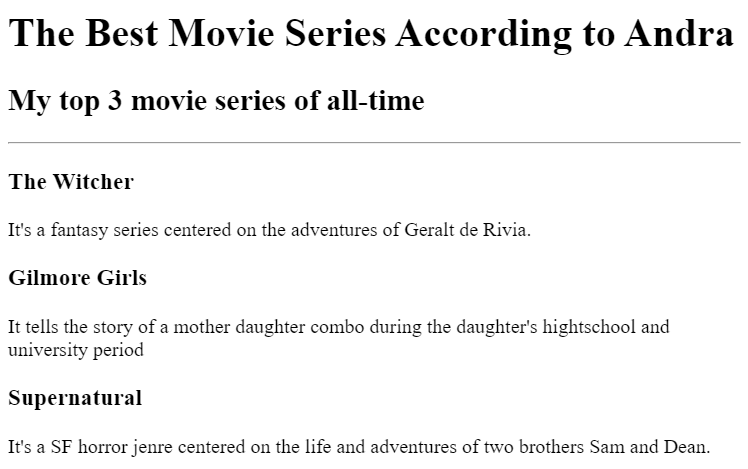 The Best Movie Series According to Andra
My top 3 movie series of all-time
The Witcher
It's a fantasy series centered on the adventures of Geralt de Rivia.
Gilmore Girls
It tells the story of a mother daughter combo during the daughter's hightschool and
university period
Supernatural
It's a SF horror jenre centered on the life and adventures of two brothers Sam and Dean.